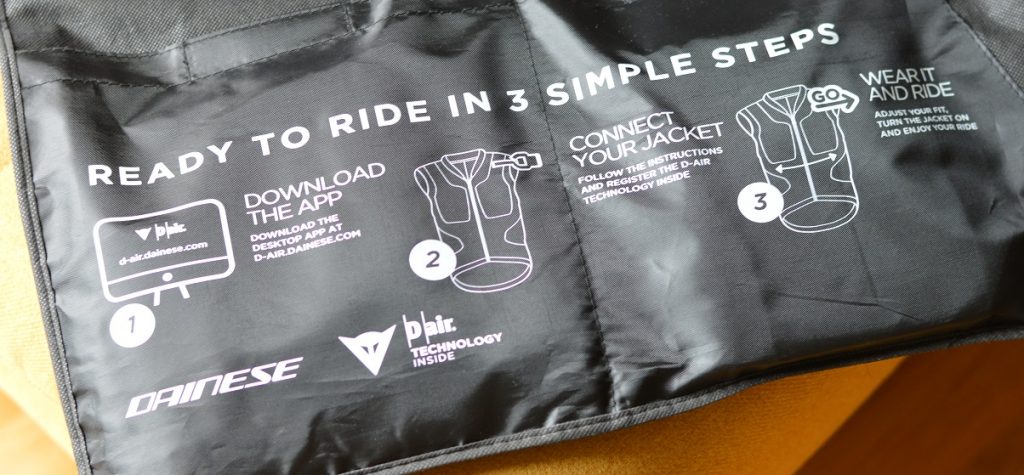 READY TO RIDE IN 3 SIMPLE STEPS
D|air.
d-air.dainese.com
1
DOWNLOAD
THE APP
DOWNLOAD THE
DESKTOP APP AT
D-AIR.DAINESE.COM
2
CONNECT
YOUR JACKET
FOLLOW THE INSTRUCTIONS
AND REGISTER THE D-AIR
TECHNOLOGY INSIDE
GO
3
WEAR IT
AND RIDE
ADJUST YOUR FIT,
TURN THE JACKET ON
AND ENJOY YOUR RIDE
DAINESE
D|air.
TECHNOLOGY
INSIDE